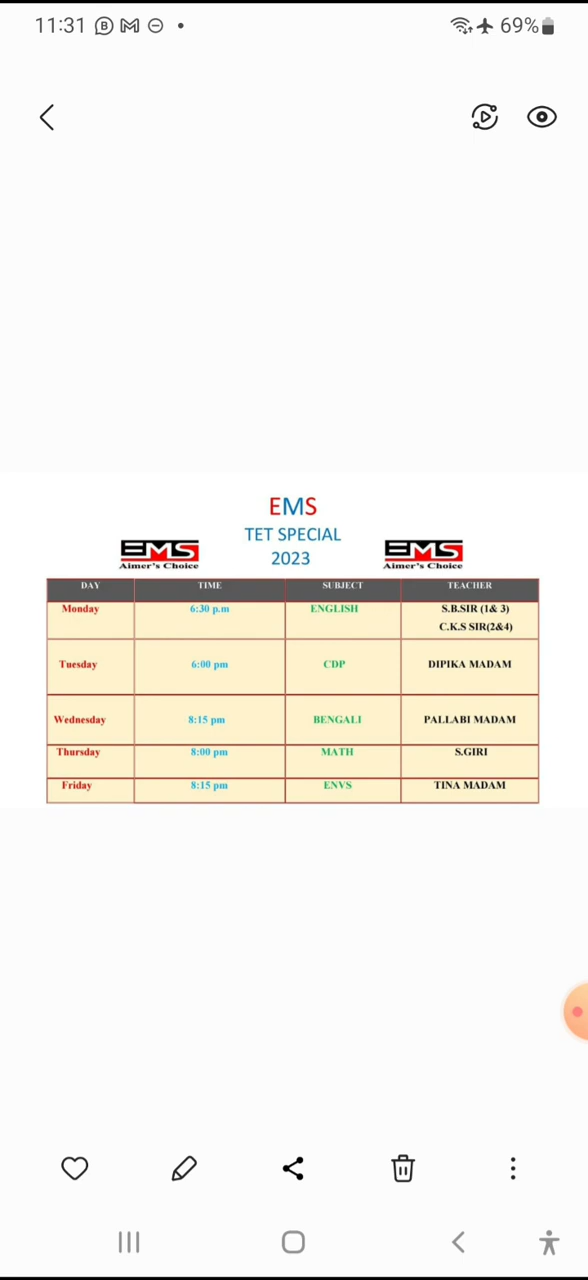 11:31
69%
EMS
TET SPECIAL
2023
EMS
Aimer's Choice
EMS
Aimer's Choice
DAY TIME SUBJECT TEACHER
Monday 6:30 p.m ENGLISH S.B.SIR (1& 3)
C.K.S SIR(2&4)
Tuesday 6:00 pm CDP DIPIKA MADAM
Wednesday 8:15 pm BENGALI PALLABI MADAM
Thursday 8:00 pm MATH S.GIRI
Friday 8:15 pm ENVS TINA MADAM